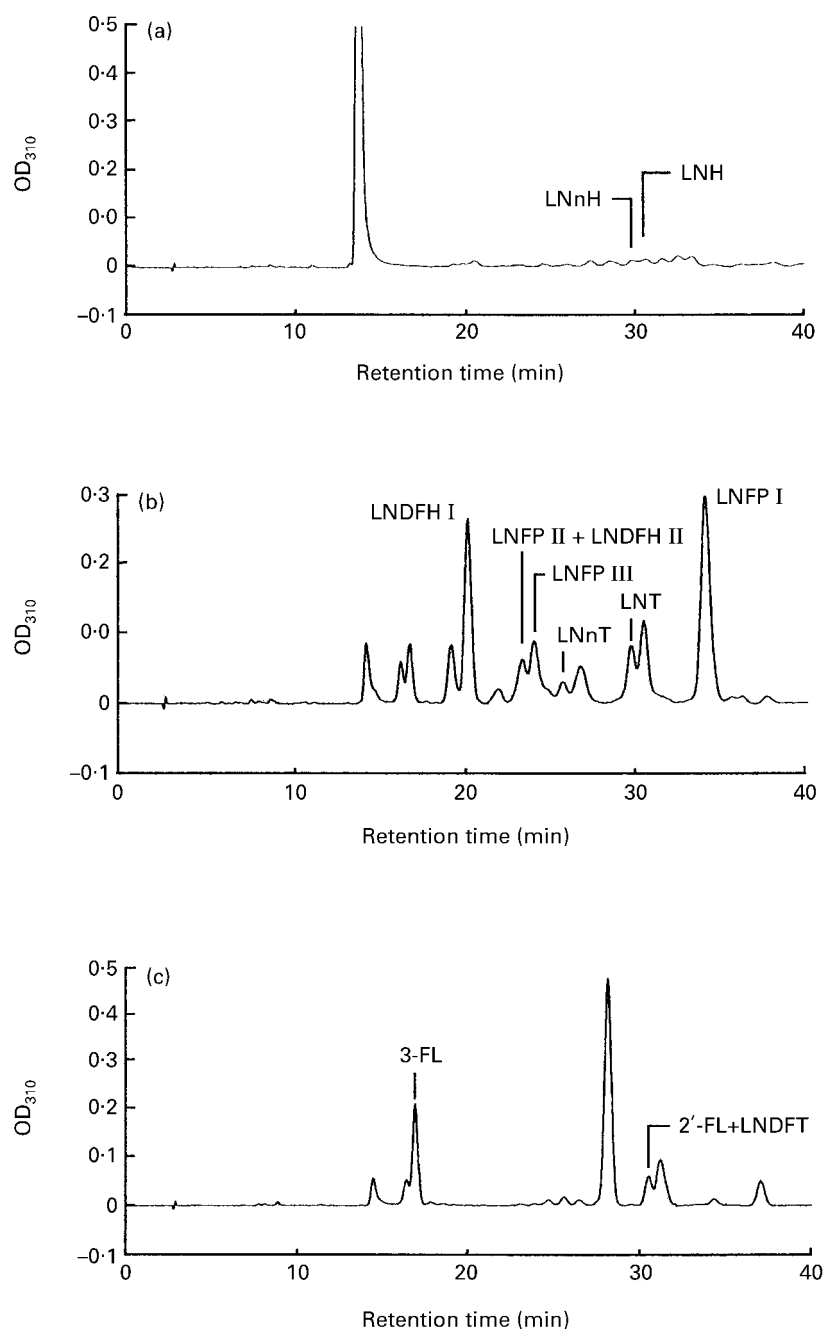 (a)
0·5
0·4
0·3
0·2
0·0
0
–0·1
OD310
LNnH
LNH
0
10
20
30
40
Retention time (min)
(b)
0·3
0·2
0·0
0
–0·1
OD310
LNDFH I
LNFP II + LNDFH II
LNFP III
LNnT
LNT
LNFP I
0
10
20
30
40
Retention time (min)
(c)
0·5
0·4
0·3
0·2
0·1
0
–0·1
OD310
3-FL
2′-FL+LNDFT
0
10
20
30
40
Retention time (min)